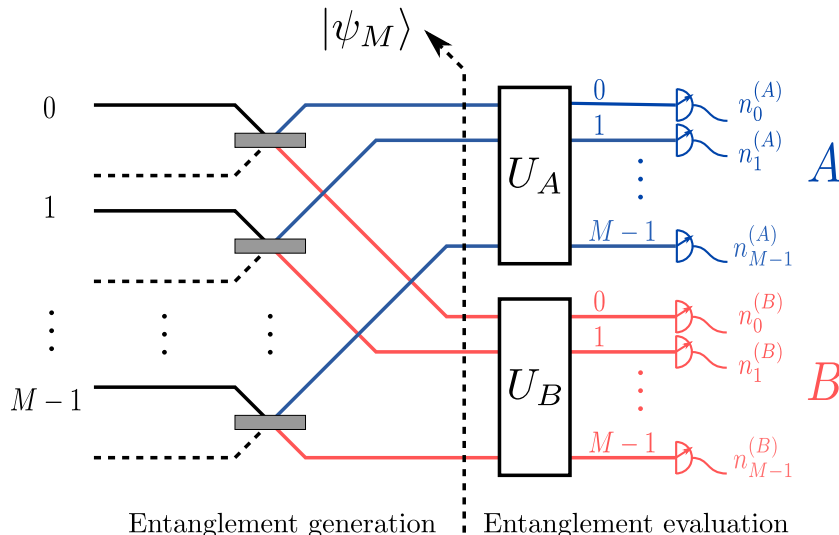 |ψ_M⟩
0
1
M − 1
U_A
U_B
0
1
M − 1
0
1
M − 1
n_0^{(A)}
n_1^{(A)}
n_{M−1}^{(A)}
n_0^{(B)}
n_1^{(B)}
n_{M−1}^{(B)}
A
B
Entanglement generation
Entanglement evaluation